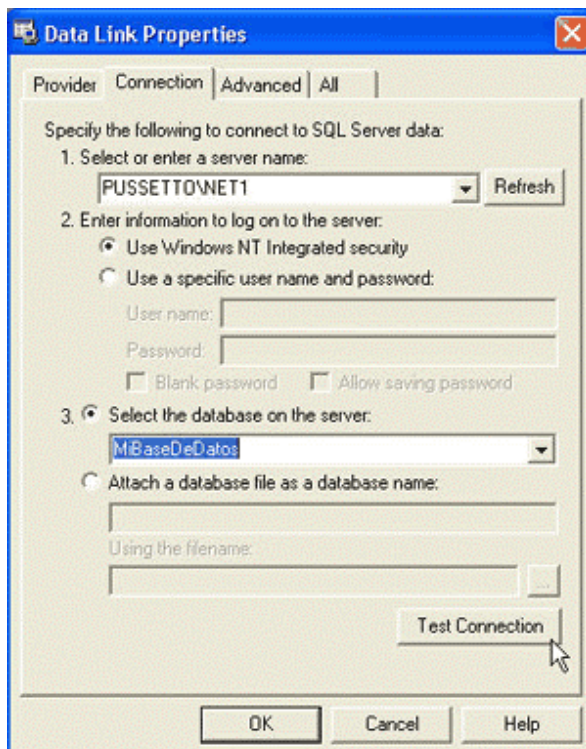 Data Link Properties
Provider Connection Advanced All
Specify the following to connect to SQL Server data:
1. Select or enter a server name:
PUSSETTO\NET1 Refresh
2. Enter information to log on to the server:
Use Windows NT Integrated security
Use a specific user name and password:
User name:
Password:
Blank password Allow saving password
3. Select the database on the server:
MiBaseDeDatos
Attach a database file as a database name:
Using the filename:
...
Test Connection
OK Cancel Help